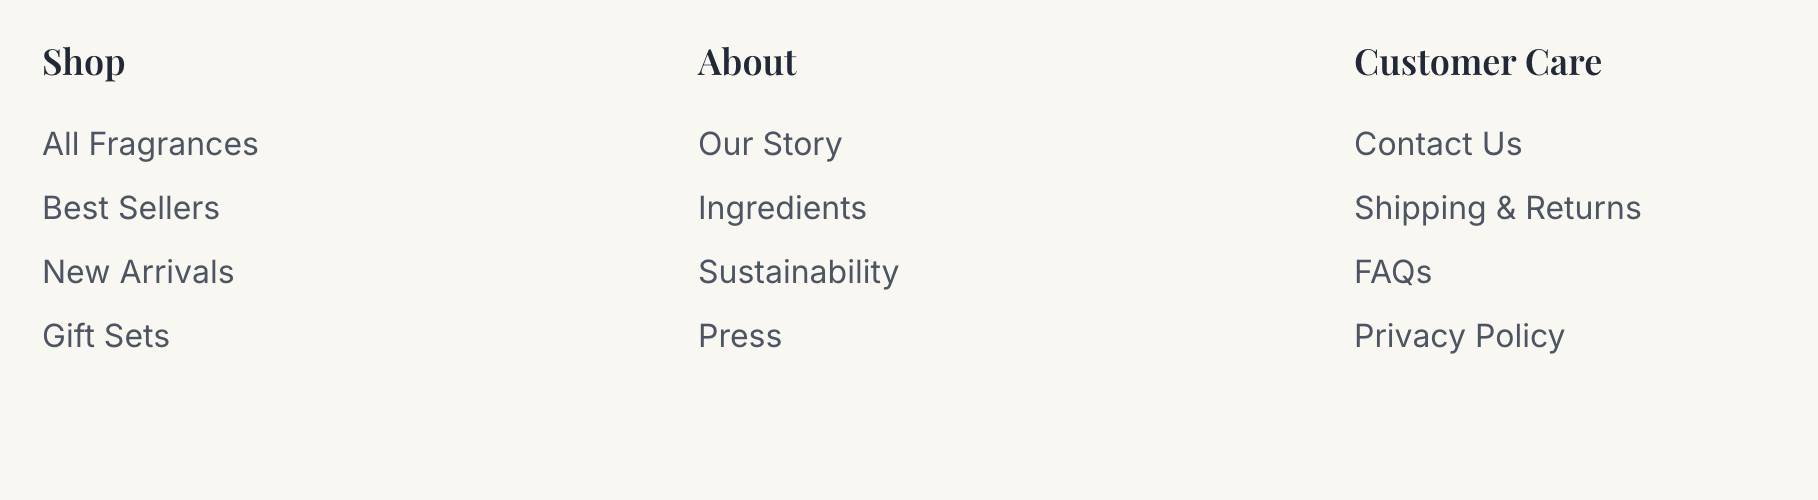 Shop
All Fragrances
Best Sellers
New Arrivals
Gift Sets
About
Our Story
Ingredients
Sustainability
Press
Customer Care
Contact Us
Shipping & Returns
FAQs
Privacy Policy